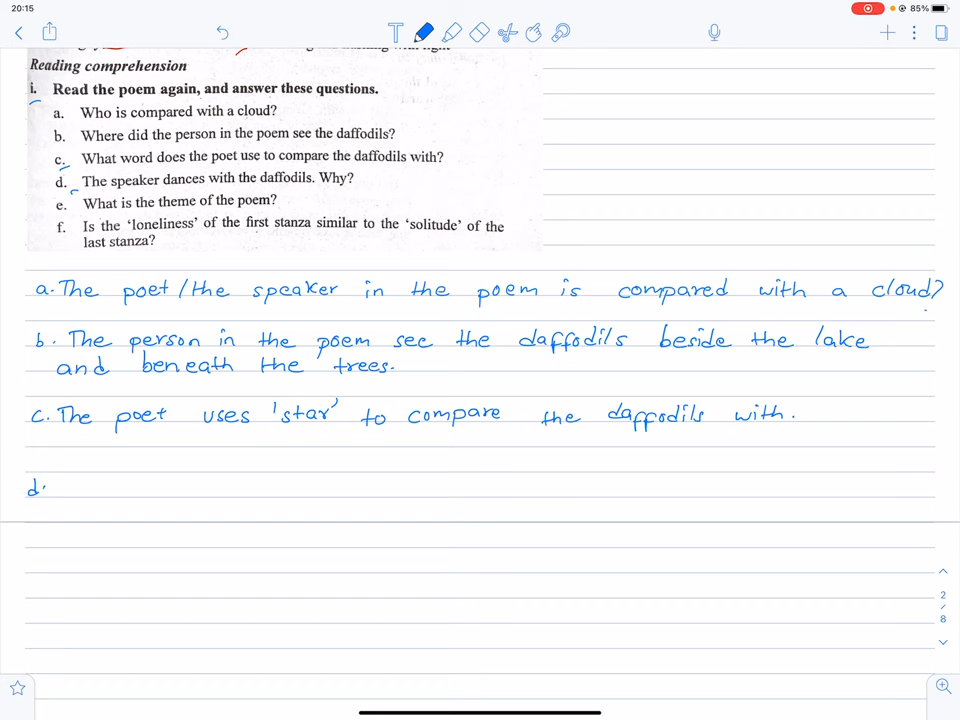 20:15
85%
Reading comprehension
i. Read the poem again, and answer these questions.
a. Who is compared with a cloud?
b. Where did the person in the poem see the daffodils?
c. What word does the poet use to compare the daffodils with?
d. The speaker dances with the daffodils. Why?
e. What is the theme of the poem?
f. Is the ‘loneliness’ of the first stanza similar to the ‘solitude’ of the
last stanza?
a. The poet / the speaker in the poem is compared with a cloud?
b. The person in the poem see the daffodils beside the lake
and beneath the trees.
c. The poet uses 'star' to compare the daffodils with.
d.
2
/
8